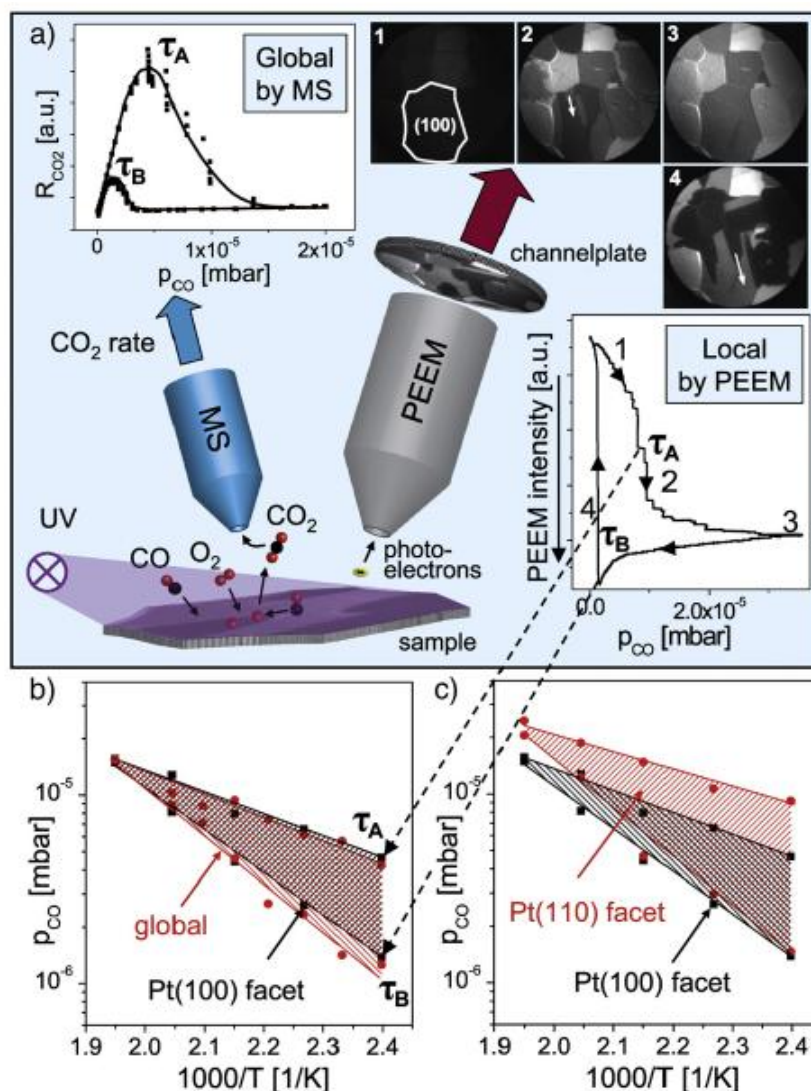 a)
Global
by MS
τA
τB
RCO2 [a.u.]
0
1x10-5
2x10-5
pCO [mbar]
1
2
3
(100)
4
channelplate
CO2 rate
MS
PEEM
Local
by PEEM
PEEM intensity [a.u.]
1
τA
2
4
3
τB
0.0
2.0x10-5
pCO [mbar]
UV
CO
O2
CO2
photo-
electrons
sample
b)
pCO [mbar]
10-5
10-6
τA
global
Pt(100) facet
τB
1.9
2.0
2.1
2.2
2.3
2.4
1000/T [1/K]
c)
pCO [mbar]
10-5
10-6
Pt(110) facet
Pt(100) facet
1.9
2.0
2.1
2.2
2.3
2.4
1000/T [1/K]